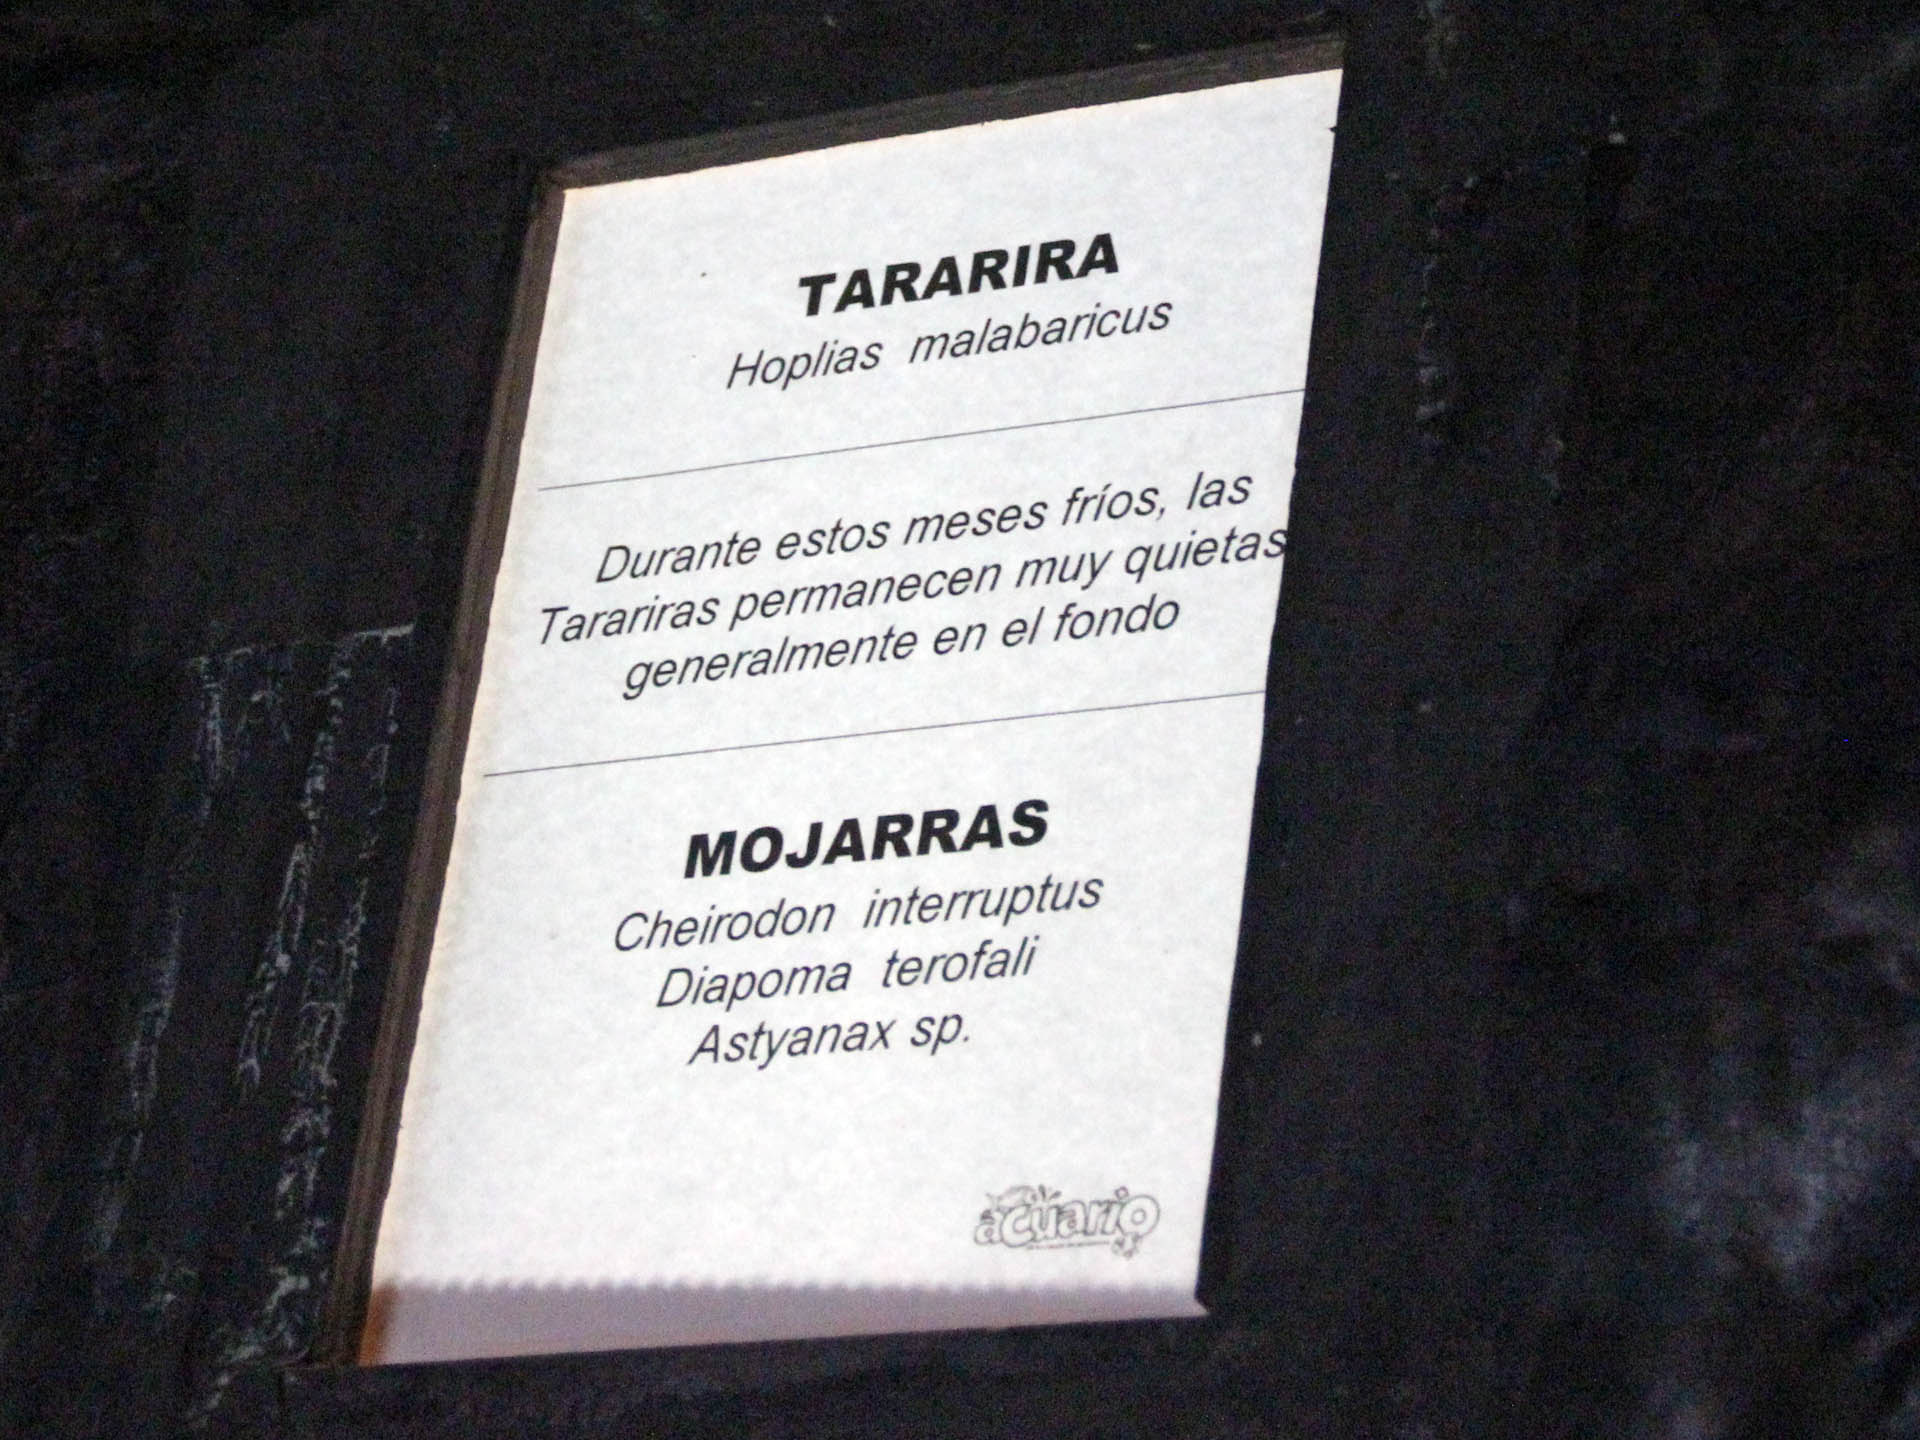 TARARIRA
Hoplias malabaricus
Durante estos meses fríos, las
Tarariras permanecen muy quietas
generalmente en el fondo
MOJARRAS
Cheirodon interruptus
Diapoma terofali
Astyanax sp.
acuario